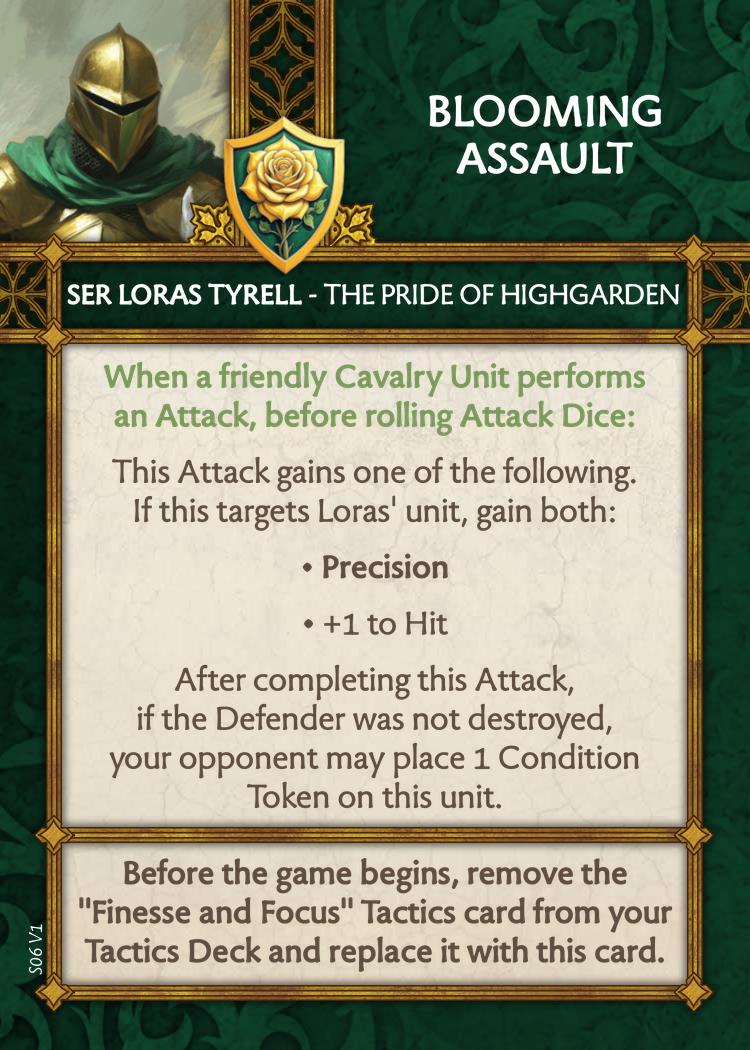 BLOOMING
ASSAULT
SER LORAS TYRELL - THE PRIDE OF HIGHGARDEN
When a friendly Cavalry Unit performs
an Attack, before rolling Attack Dice:
This Attack gains one of the following.
If this targets Loras' unit, gain both:
• Precision
• +1 to Hit
After completing this Attack,
if the Defender was not destroyed,
your opponent may place 1 Condition
Token on this unit.
Before the game begins, remove the
"Finesse and Focus" Tactics card from your
Tactics Deck and replace it with this card.
S06 V1